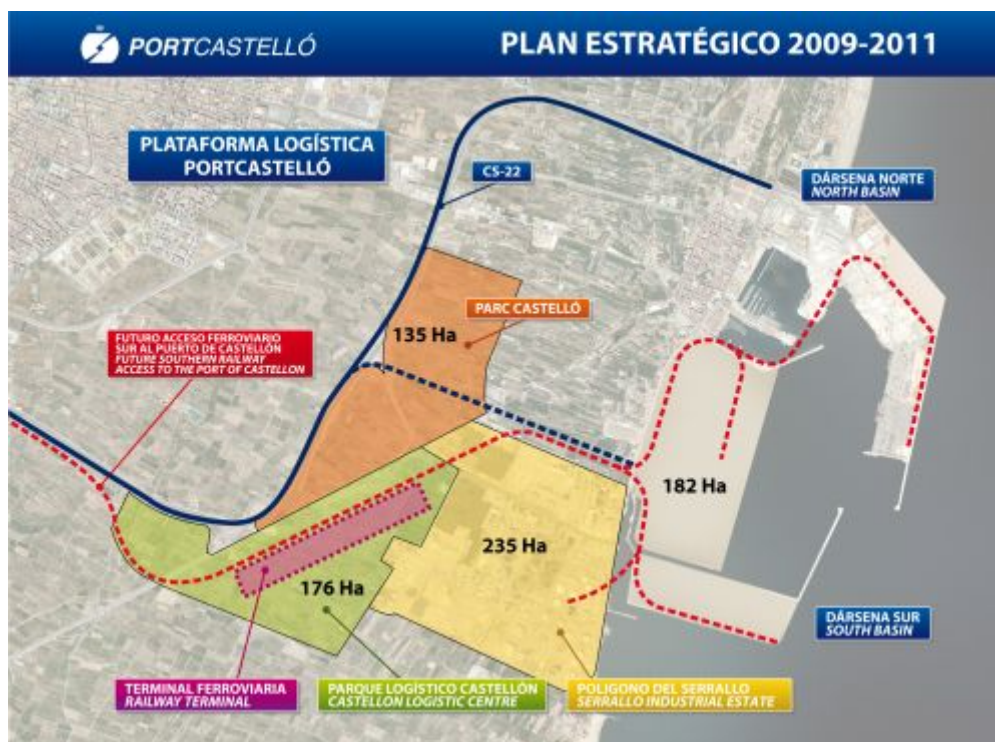 PORTCASTELLÓ
PLAN ESTRATÉGICO 2009-2011
PLATAFORMA LOGÍSTICA
PORTCASTELLÓ
CS-22
DÁRSENA NORTE
NORTH BASIN
PARC CASTELLÓ
135 Ha
FUTURO ACCESO FERROVIARIO
SUR AL PUERTO DE CASTELLÓN
FUTURE SOUTHERN RAILWAY
ACCESS TO THE PORT OF CASTELLON
182 Ha
235 Ha
176 Ha
DÁRSENA SUR
SOUTH BASIN
TERMINAL FERROVIARIA
RAILWAY TERMINAL
PARQUE LOGÍSTICO CASTELLÓN
CASTELLON LOGISTIC CENTRE
POLIGONO DEL SERRALLO
SERRALLO INDUSTRIAL ESTATE